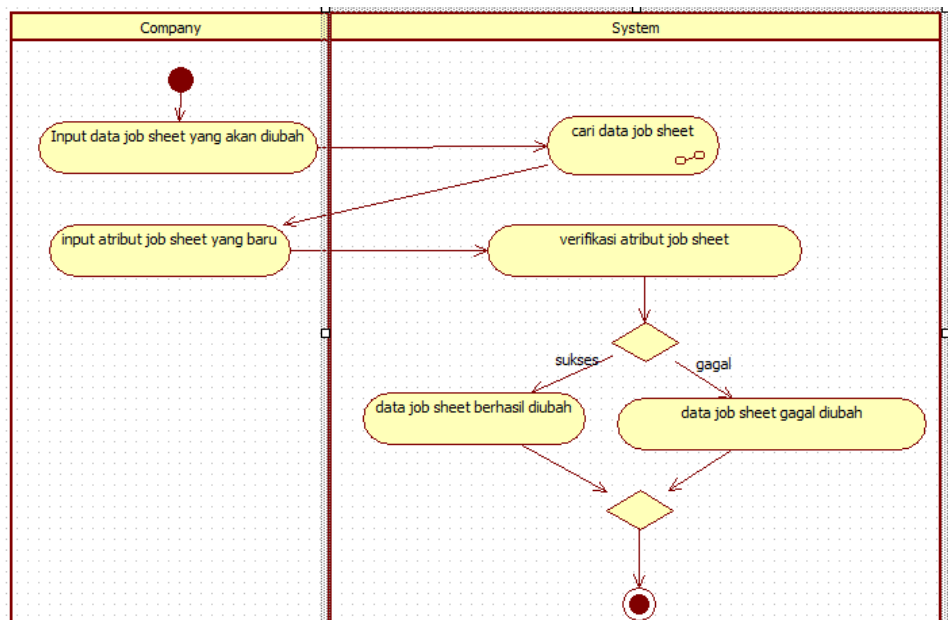 Company
System
Input data job sheet yang akan diubah
cari data job sheet
input atribut job sheet yang baru
verifikasi atribut job sheet
sukses
gagal
data job sheet berhasil diubah
data job sheet gagal diubah